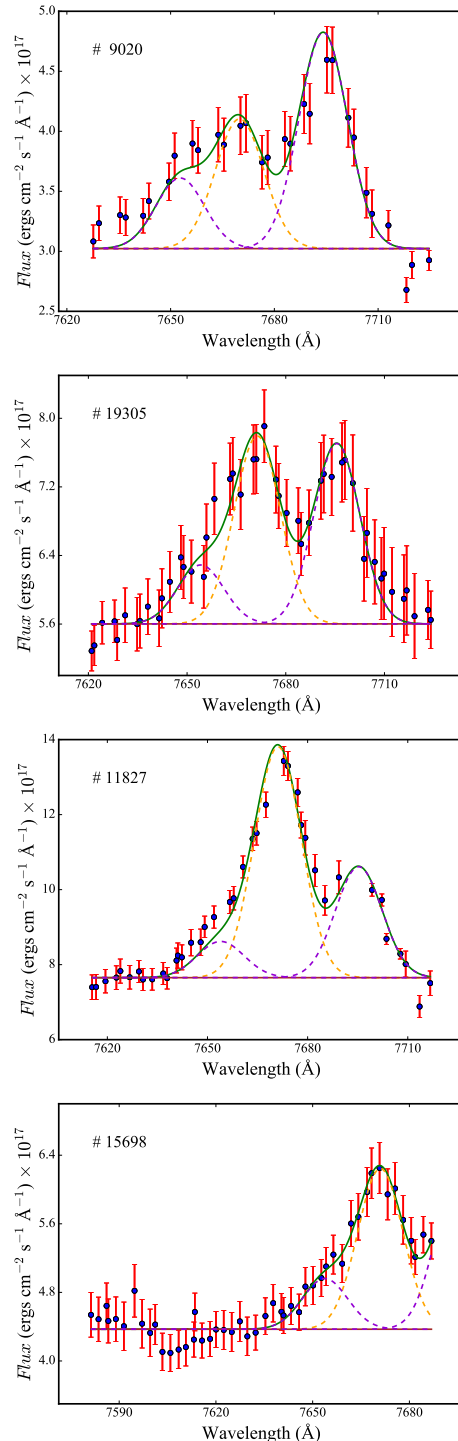 5.0
# 9020
4.5
4.0
3.5
3.0
2.5
Flux (ergs cm⁻² s⁻¹ Å⁻¹) × 10¹⁷
7620 7650 7680 7710
Wavelength (Å)
# 19305
8.0
7.2
6.4
5.6
Flux (ergs cm⁻² s⁻¹ Å⁻¹) × 10¹⁷
7620 7650 7680 7710
Wavelength (Å)
14
# 11827
12
10
8
6
Flux (ergs cm⁻² s⁻¹ Å⁻¹) × 10¹⁷
7620 7650 7680 7710
Wavelength (Å)
# 15698
6.4
5.6
4.8
4.0
Flux (ergs cm⁻² s⁻¹ Å⁻¹) × 10¹⁷
7590 7620 7650 7680
Wavelength (Å)